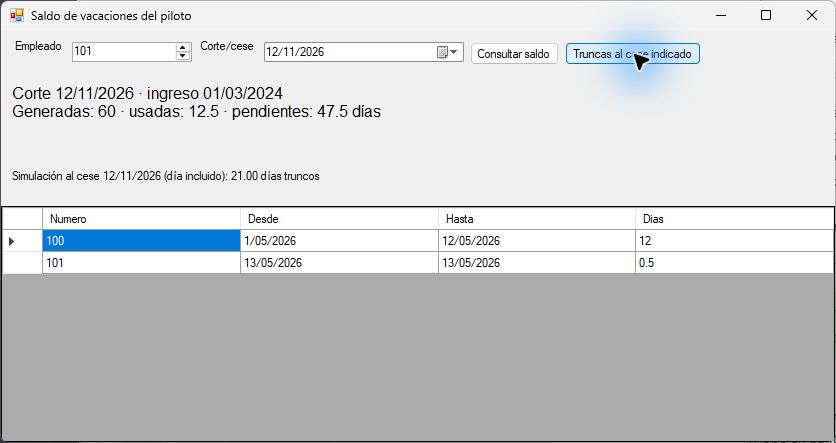 Saldo de vacaciones del piloto
Empleado 101 Corte/cese 12/11/2026 Consultar saldo Truncas al cese indicado
Corte 12/11/2026 · ingreso 01/03/2024
Generadas: 60 · usadas: 12.5 · pendientes: 47.5 días
Simulación al cese 12/11/2026 (día incluido): 21.00 días truncos
Numero Desde Hasta Dias
100 1/05/2026 12/05/2026 12
101 13/05/2026 13/05/2026 0.5